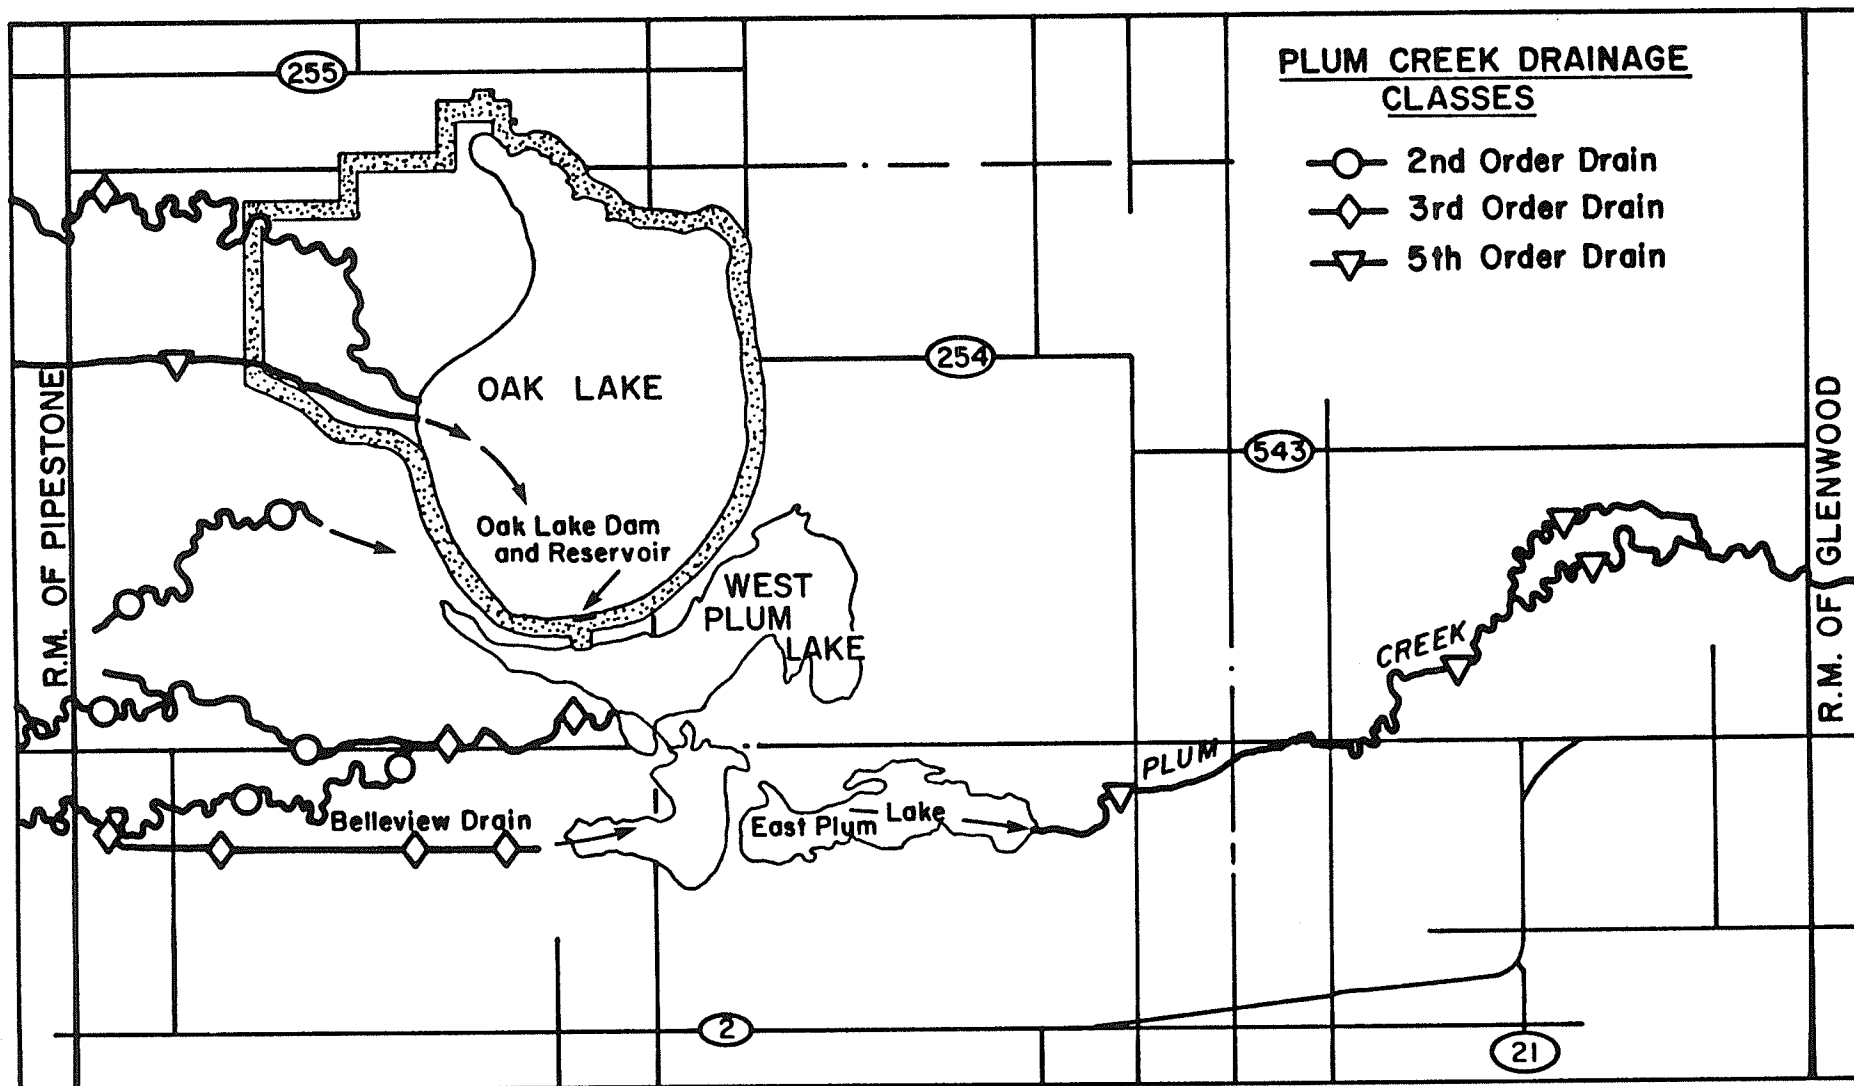 255
PLUM CREEK DRAINAGE
CLASSES
2nd Order Drain
3rd Order Drain
5th Order Drain
254
OAK LAKE
R.M. OF PIPESTONE
R.M. OF GLENWOOD
543
Oak Lake Dam
and Reservoir
WEST
PLUM
LAKE
CREEK
PLUM
Belleview Drain
East Plum Lake
2
21